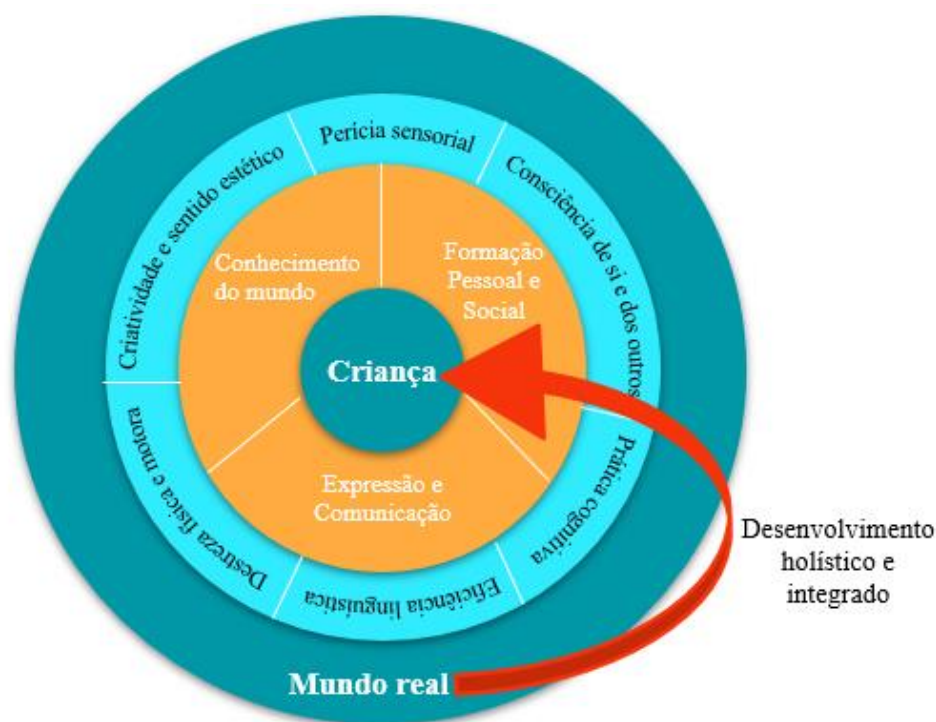 Perícia sensorial
Consciência de si e dos outros
Prática cognitiva
Eficiência linguística
Destreza física e motora
Criatividade e sentido estético
Conhecimento
do mundo
Formação
Pessoal e
Social
Expressão e
Comunicação
Criança
Mundo real
Desenvolvimento
holístico e
integrado